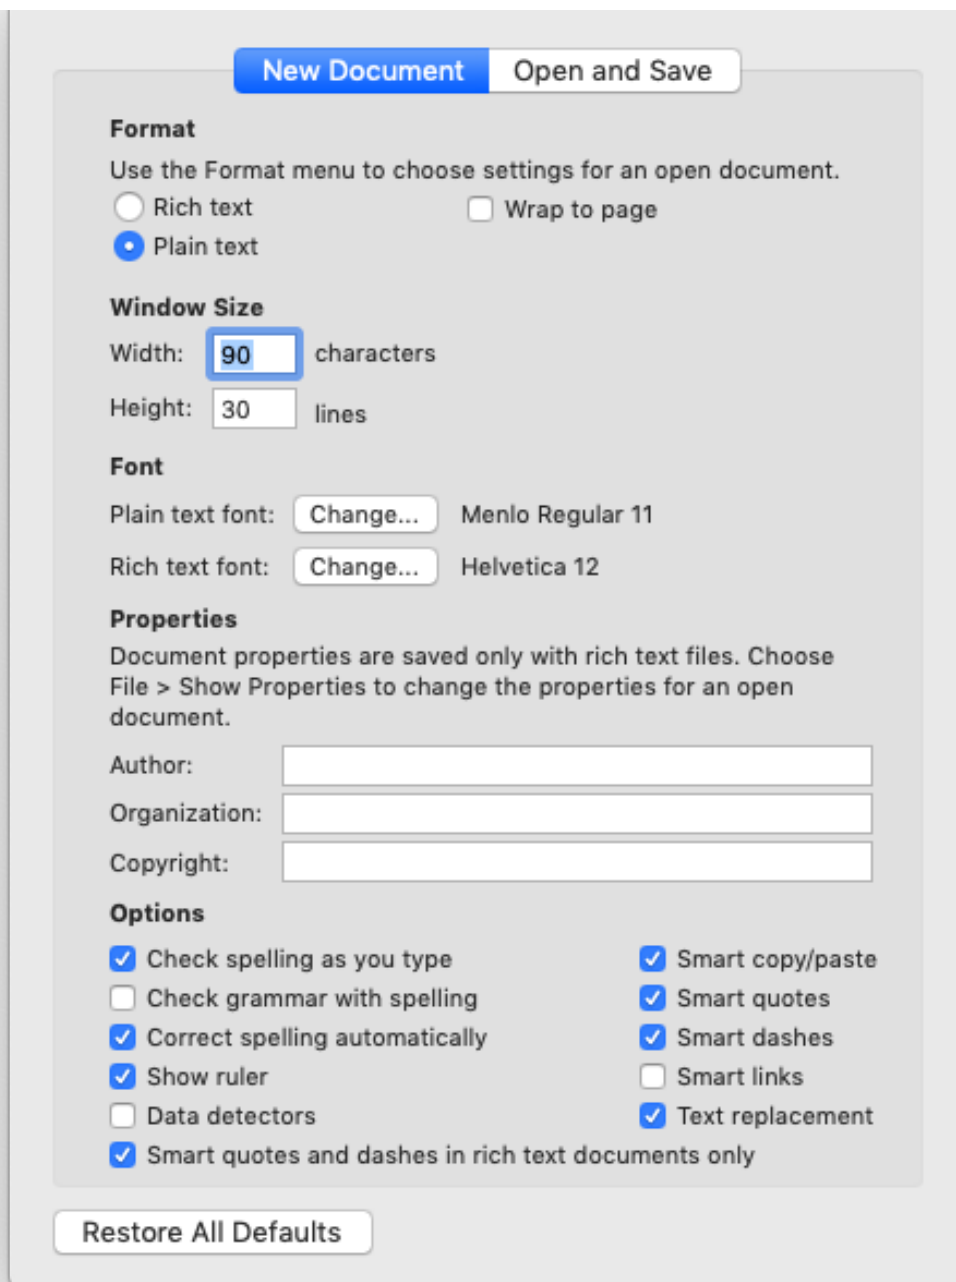 New Document Open and Save
Format
Use the Format menu to choose settings for an open document.
Rich text Wrap to page
Plain text
Window Size
Width: 90 characters
Height: 30 lines
Font
Plain text font: Change... Menlo Regular 11
Rich text font: Change... Helvetica 12
Properties
Document properties are saved only with rich text files. Choose
File > Show Properties to change the properties for an open
document.
Author:
Organization:
Copyright:
Options
Check spelling as you type Smart copy/paste
Check grammar with spelling Smart quotes
Correct spelling automatically Smart dashes
Show ruler Smart links
Data detectors Text replacement
Smart quotes and dashes in rich text documents only
Restore All Defaults